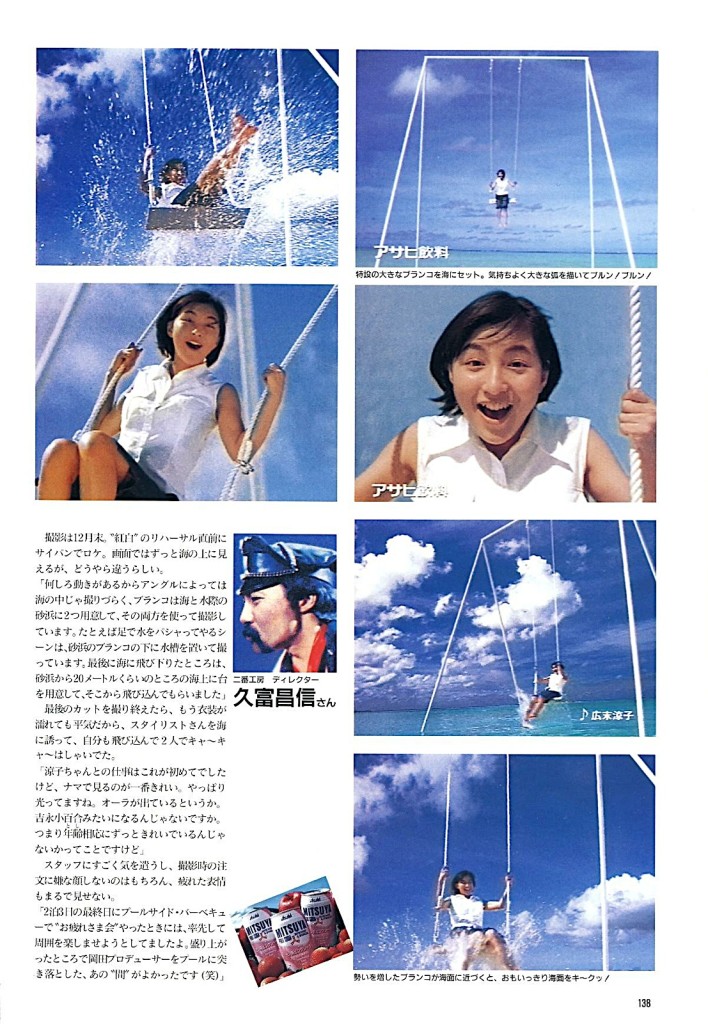 アサヒ飲料
特設の大きなブランコを海にセット。気持ちよく大きな弧を描いてブルン!ブルン!
アサヒ飲料
撮影は12月末。“紅白”のリハーサル直前に
サイパンでロケ。画面ではずっと海の上に見
えるが、どうやら違うらしい。
「何しろ動きがあるからアングルによっては
海の中じゃ撮りづらく、ブランコは海と水際の
砂浜に2つ用意して、その両方を使って撮影し
ています。たとえば足で水をバシャってやるシ
ーンは、砂浜のブランコの下に水槽を置いて撮
っています。最後に海に飛び下りたところは、
砂浜から20メートルくらいのところの海上に台
を用意して、そこから飛び込んでもらいました」
最後のカットを撮り終えたら、もう衣装が
濡れても平気だから、スタイリストさんを海
に誘って、自分も飛び込んで2人でキャ〜キ
ャ〜はしゃいでた。
「涼子ちゃんとの仕事はこれが初めてでした
けど、ナマで見るのが一番きれい。やっぱり
光ってますね。オーラが出ているというか。
吉永小百合みたいになるんじゃないですか。
つまり年齢相応にずっときれいでいるんじゃ
ないかってことですけど」
スタッフにすごく気を遣うし、撮影時の注
文に嫌な顔しないのはもちろん、疲れた表情
もまるで見せない。
「2泊3日の最終日にプールサイド・バーベキュ
ーで“お疲れさま会”やったときには、率先して
周囲を楽しませようとしてましたよ。盛り上が
ったところで岡田プロデューサーをプールに突
き落とした、あの“間”がよかったです(笑)」
二番工房 ディレクター
久富昌信さん
♪広末涼子
Asahi
MITSUYA
勢いを増したブランコが海面に近づくと、おもいっきり海面をキ〜クッ!
138